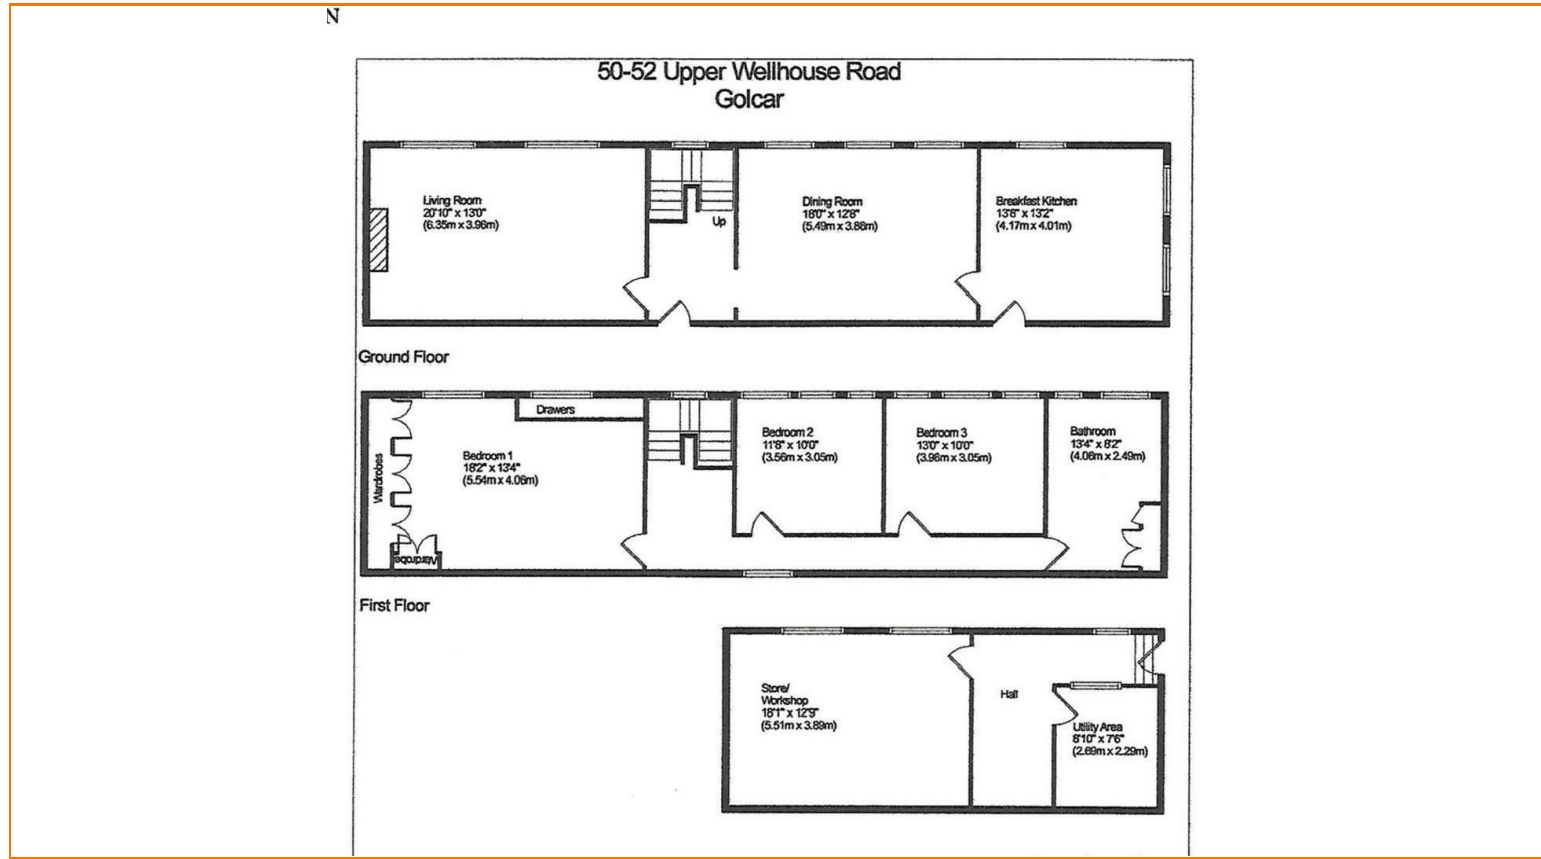 N
50-52 Upper Wellhouse Road
Golcar
Living Room
20'10" x 13'0"
(6.35m x 3.96m)
Up
Dining Room
18'0" x 12'8"
(5.49m x 3.86m)
Breakfast Kitchen
13'8" x 13'2"
(4.17m x 4.01m)
Ground Floor
Wardrobes
Wardrobe
Drawers
Bedroom 1
18'2" x 13'4"
(5.54m x 4.06m)
Bedroom 2
11'8" x 10'0"
(3.56m x 3.05m)
Bedroom 3
13'0" x 10'0"
(3.96m x 3.05m)
Bathroom
13'4" x 8'2"
(4.06m x 2.49m)
First Floor
Store/
Workshop
18'1" x 12'9"
(5.51m x 3.89m)
Hall
Utility Area
8'10" x 7'6"
(2.69m x 2.29m)